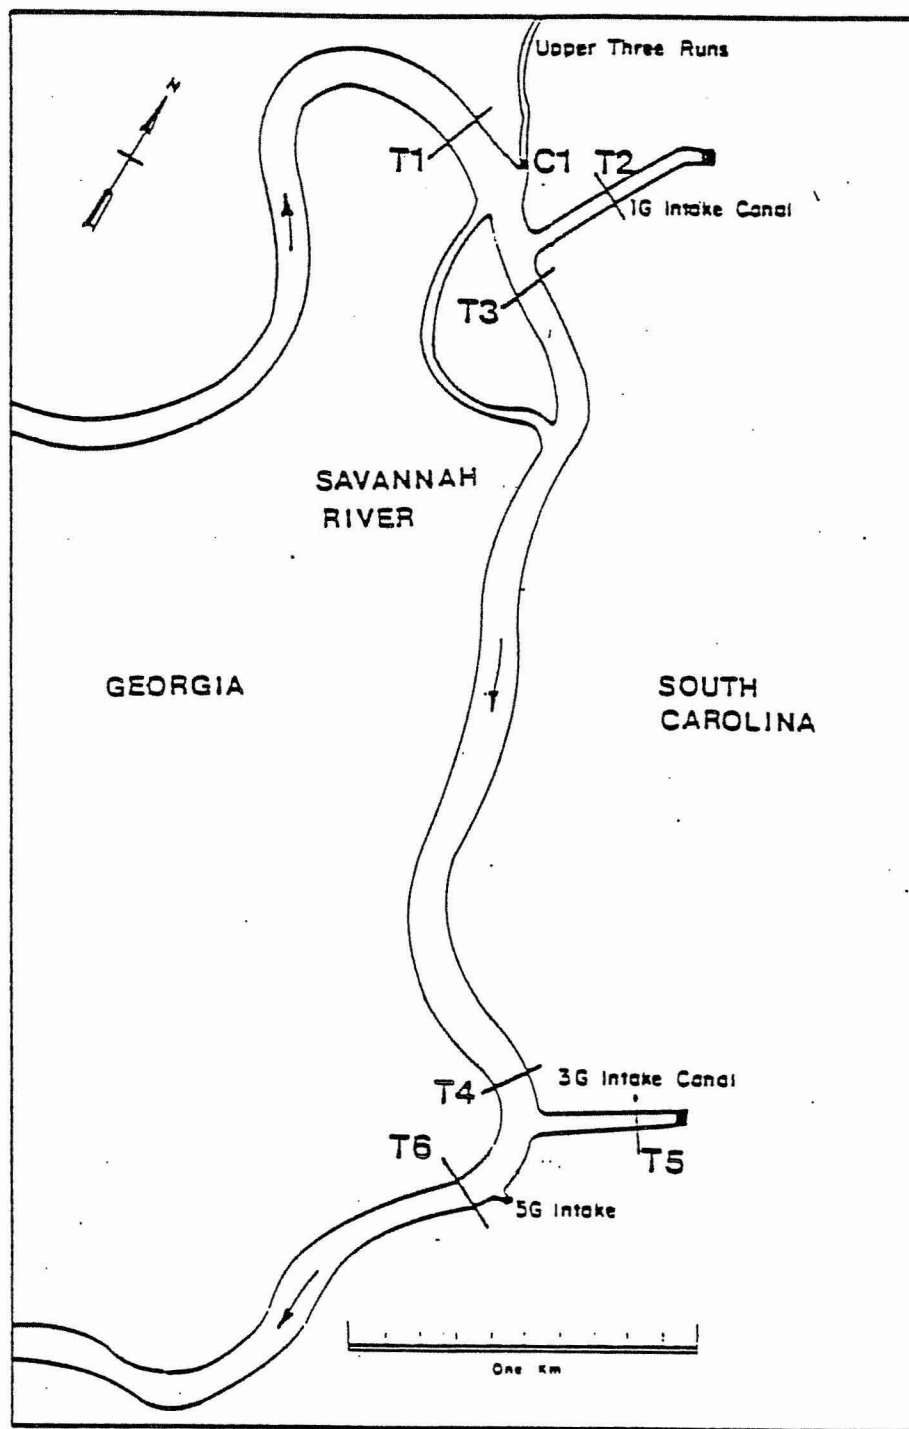 Upper Three Runs
N
T1
C1
T2
1G Intake Canal
T3
SAVANNAH
RIVER
GEORGIA
SOUTH
CAROLINA
3G Intake Canal
T4
T5
T6
5G Intake
One Km